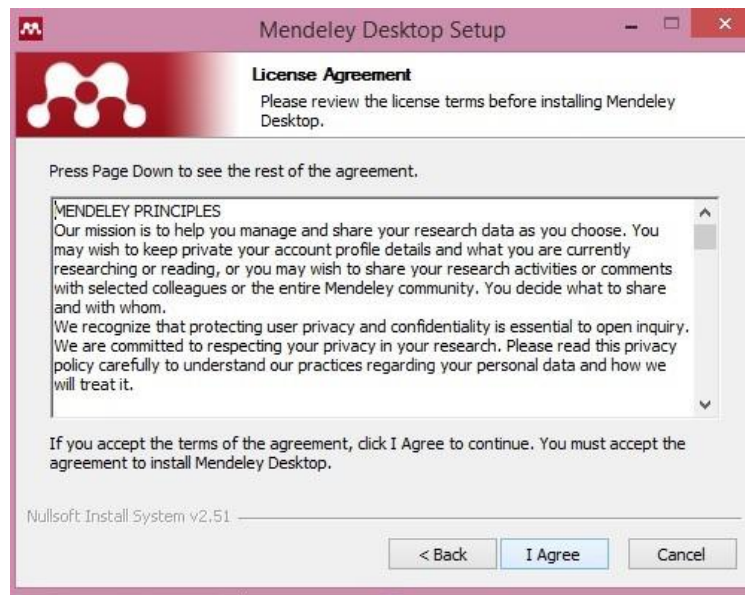 Mendeley Desktop Setup
License Agreement
Please review the license terms before installing Mendeley
Desktop.
Press Page Down to see the rest of the agreement.
MENDELEY PRINCIPLES
Our mission is to help you manage and share your research data as you choose. You
may wish to keep private your account profile details and what you are currently
researching or reading, or you may wish to share your research activities or comments
with selected colleagues or the entire Mendeley community. You decide what to share
and with whom.
We recognize that protecting user privacy and confidentiality is essential to open inquiry.
We are committed to respecting your privacy in your research. Please read this privacy
policy carefully to understand our practices regarding your personal data and how we
will treat it.
If you accept the terms of the agreement, click I Agree to continue. You must accept the
agreement to install Mendeley Desktop.
Nullsoft Install System v2.51
< Back I Agree Cancel